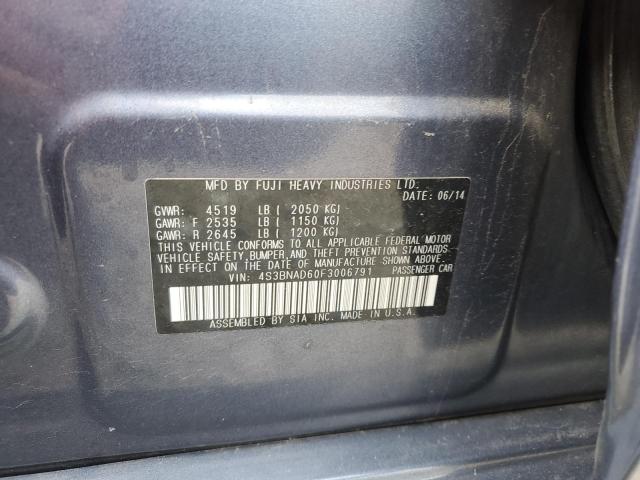 MFD BY FUJI HEAVY INDUSTRIES LTD.
DATE: 06/14
GVWR: 4519 LB ( 2050 KG)
GAWR: F 2535 LB ( 1150 KG)
GAWR: R 2645 LB ( 1200 KG)
THIS VEHICLE CONFORMS TO ALL APPLICABLE FEDERAL MOTOR
VEHICLE SAFETY, BUMPER, AND THEFT PREVENTION STANDARDS
IN EFFECT ON THE DATE OF MANUFACTURE SHOWN ABOVE.
VIN: 4S3BNAD60F3006791 PASSENGER CAR
ASSEMBLED BY SIA INC. MADE IN U.S.A.